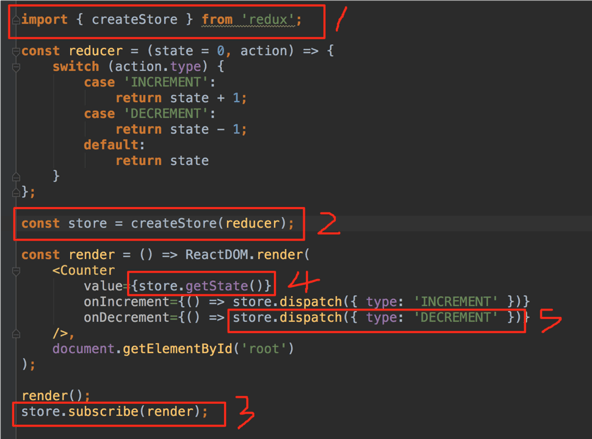 import { createStore } from 'redux'; 1
const reducer = (state = 0, action) => {
    switch (action.type) {
        case 'INCREMENT':
            return state + 1;
        case 'DECREMENT':
            return state - 1;
        default:
            return state
    }
};
const store = createStore(reducer); 2
const render = () => ReactDOM.render(
    <Counter
        value={store.getState()} 4
        onIncrement={() => store.dispatch({ type: 'INCREMENT' })}
        onDecrement={() => store.dispatch({ type: 'DECREMENT' })} 5
    />,
    document.getElementById('root')
);
render();
store.subscribe(render); 3